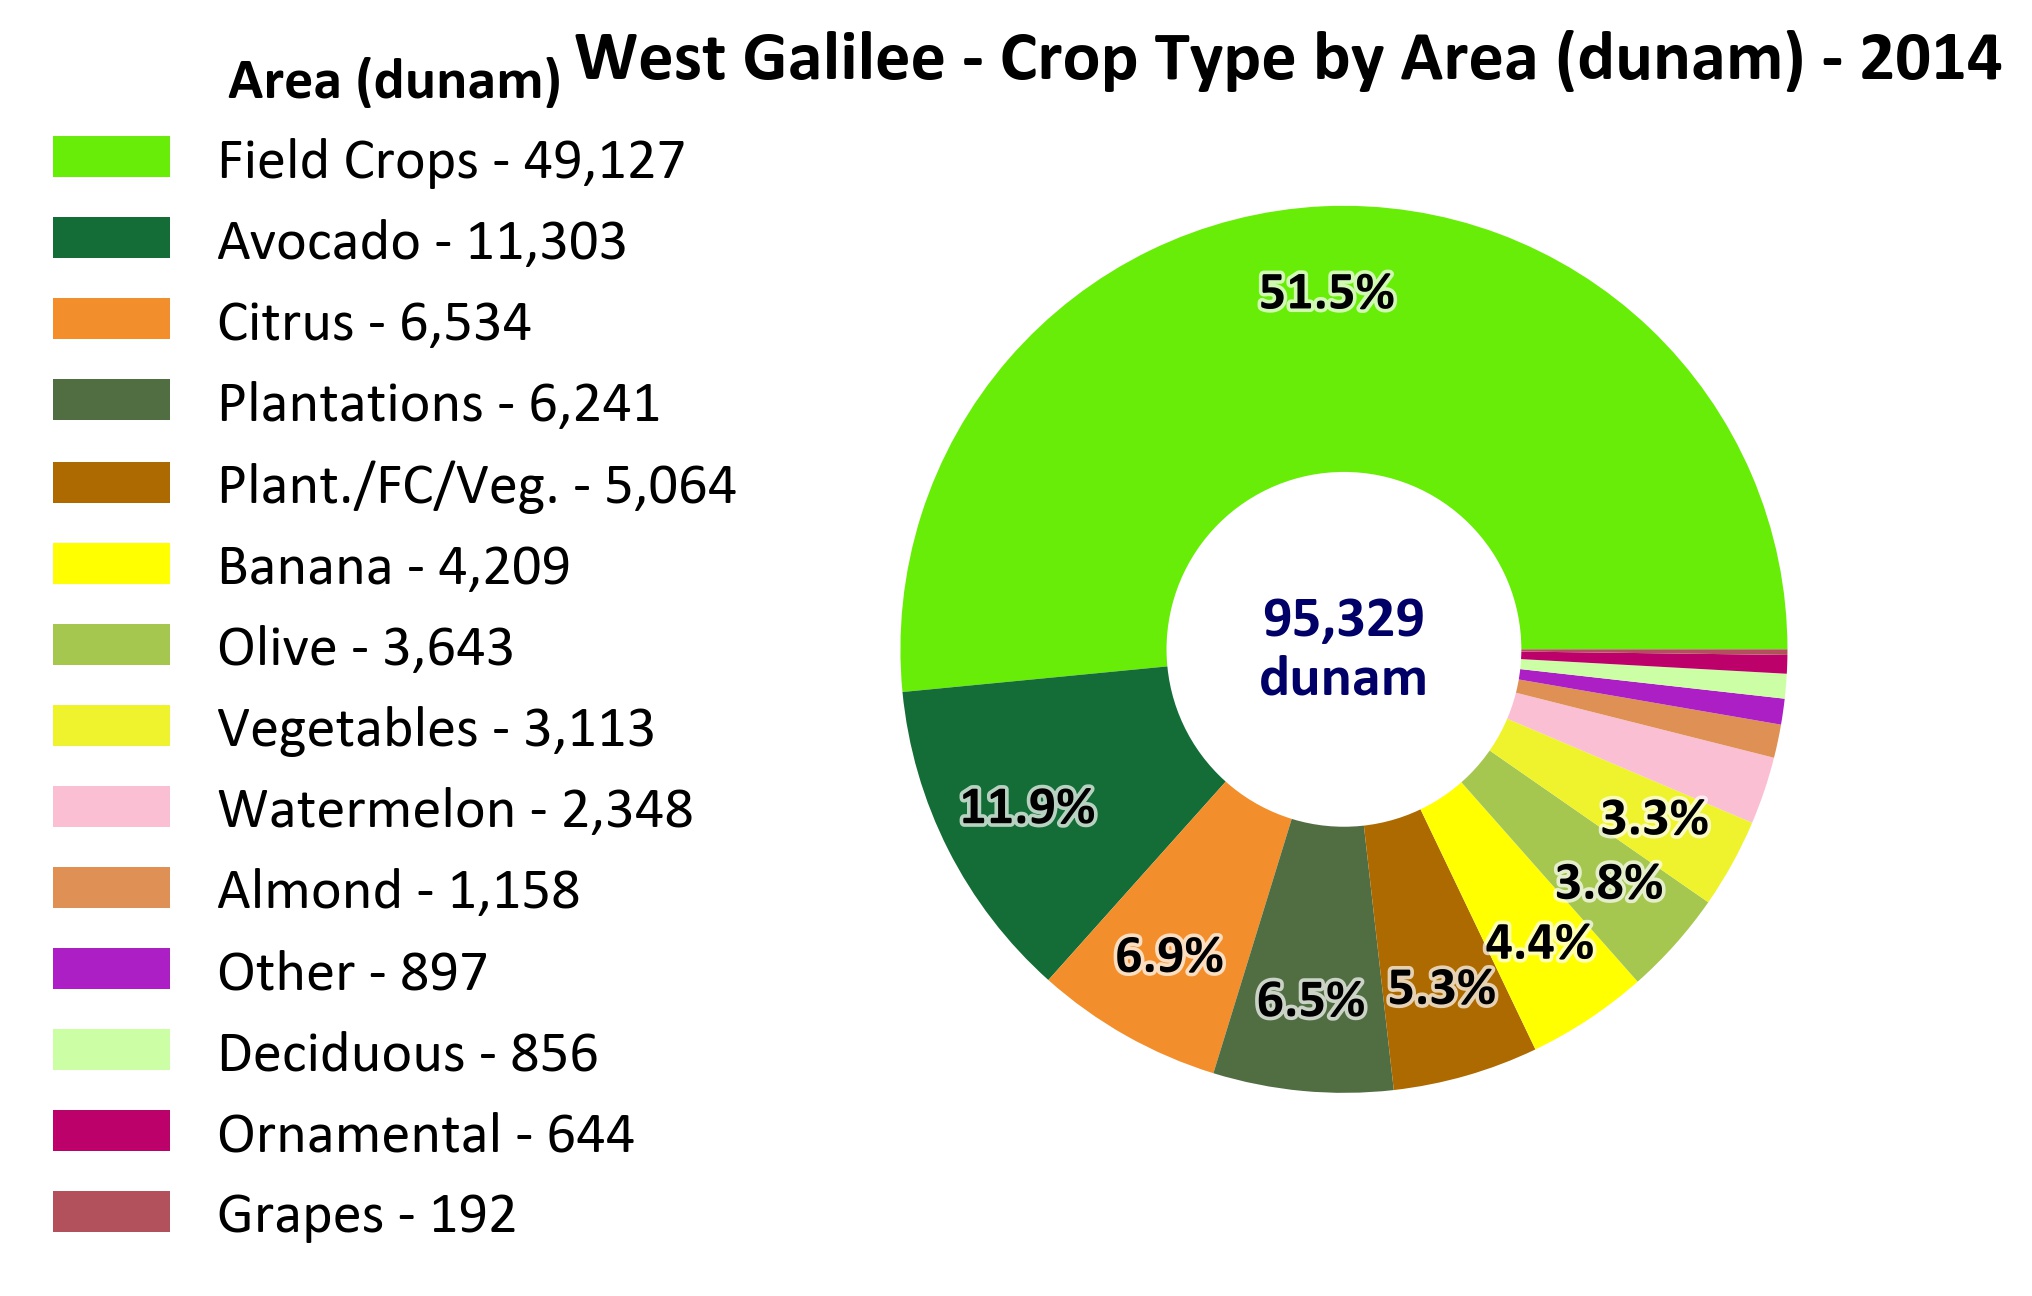 West Galilee - Crop Type by Area (dunam) - 2014
Area (dunam)
Field Crops - 49,127
Avocado - 11,303
Citrus - 6,534
Plantations - 6,241
Plant./FC/Veg. - 5,064
Banana - 4,209
Olive - 3,643
Vegetables - 3,113
Watermelon - 2,348
Almond - 1,158
Other - 897
Deciduous - 856
Ornamental - 644
Grapes - 192
51.5%
11.9%
6.9%
6.5%
5.3%
4.4%
3.8%
3.3%
95,329
dunam